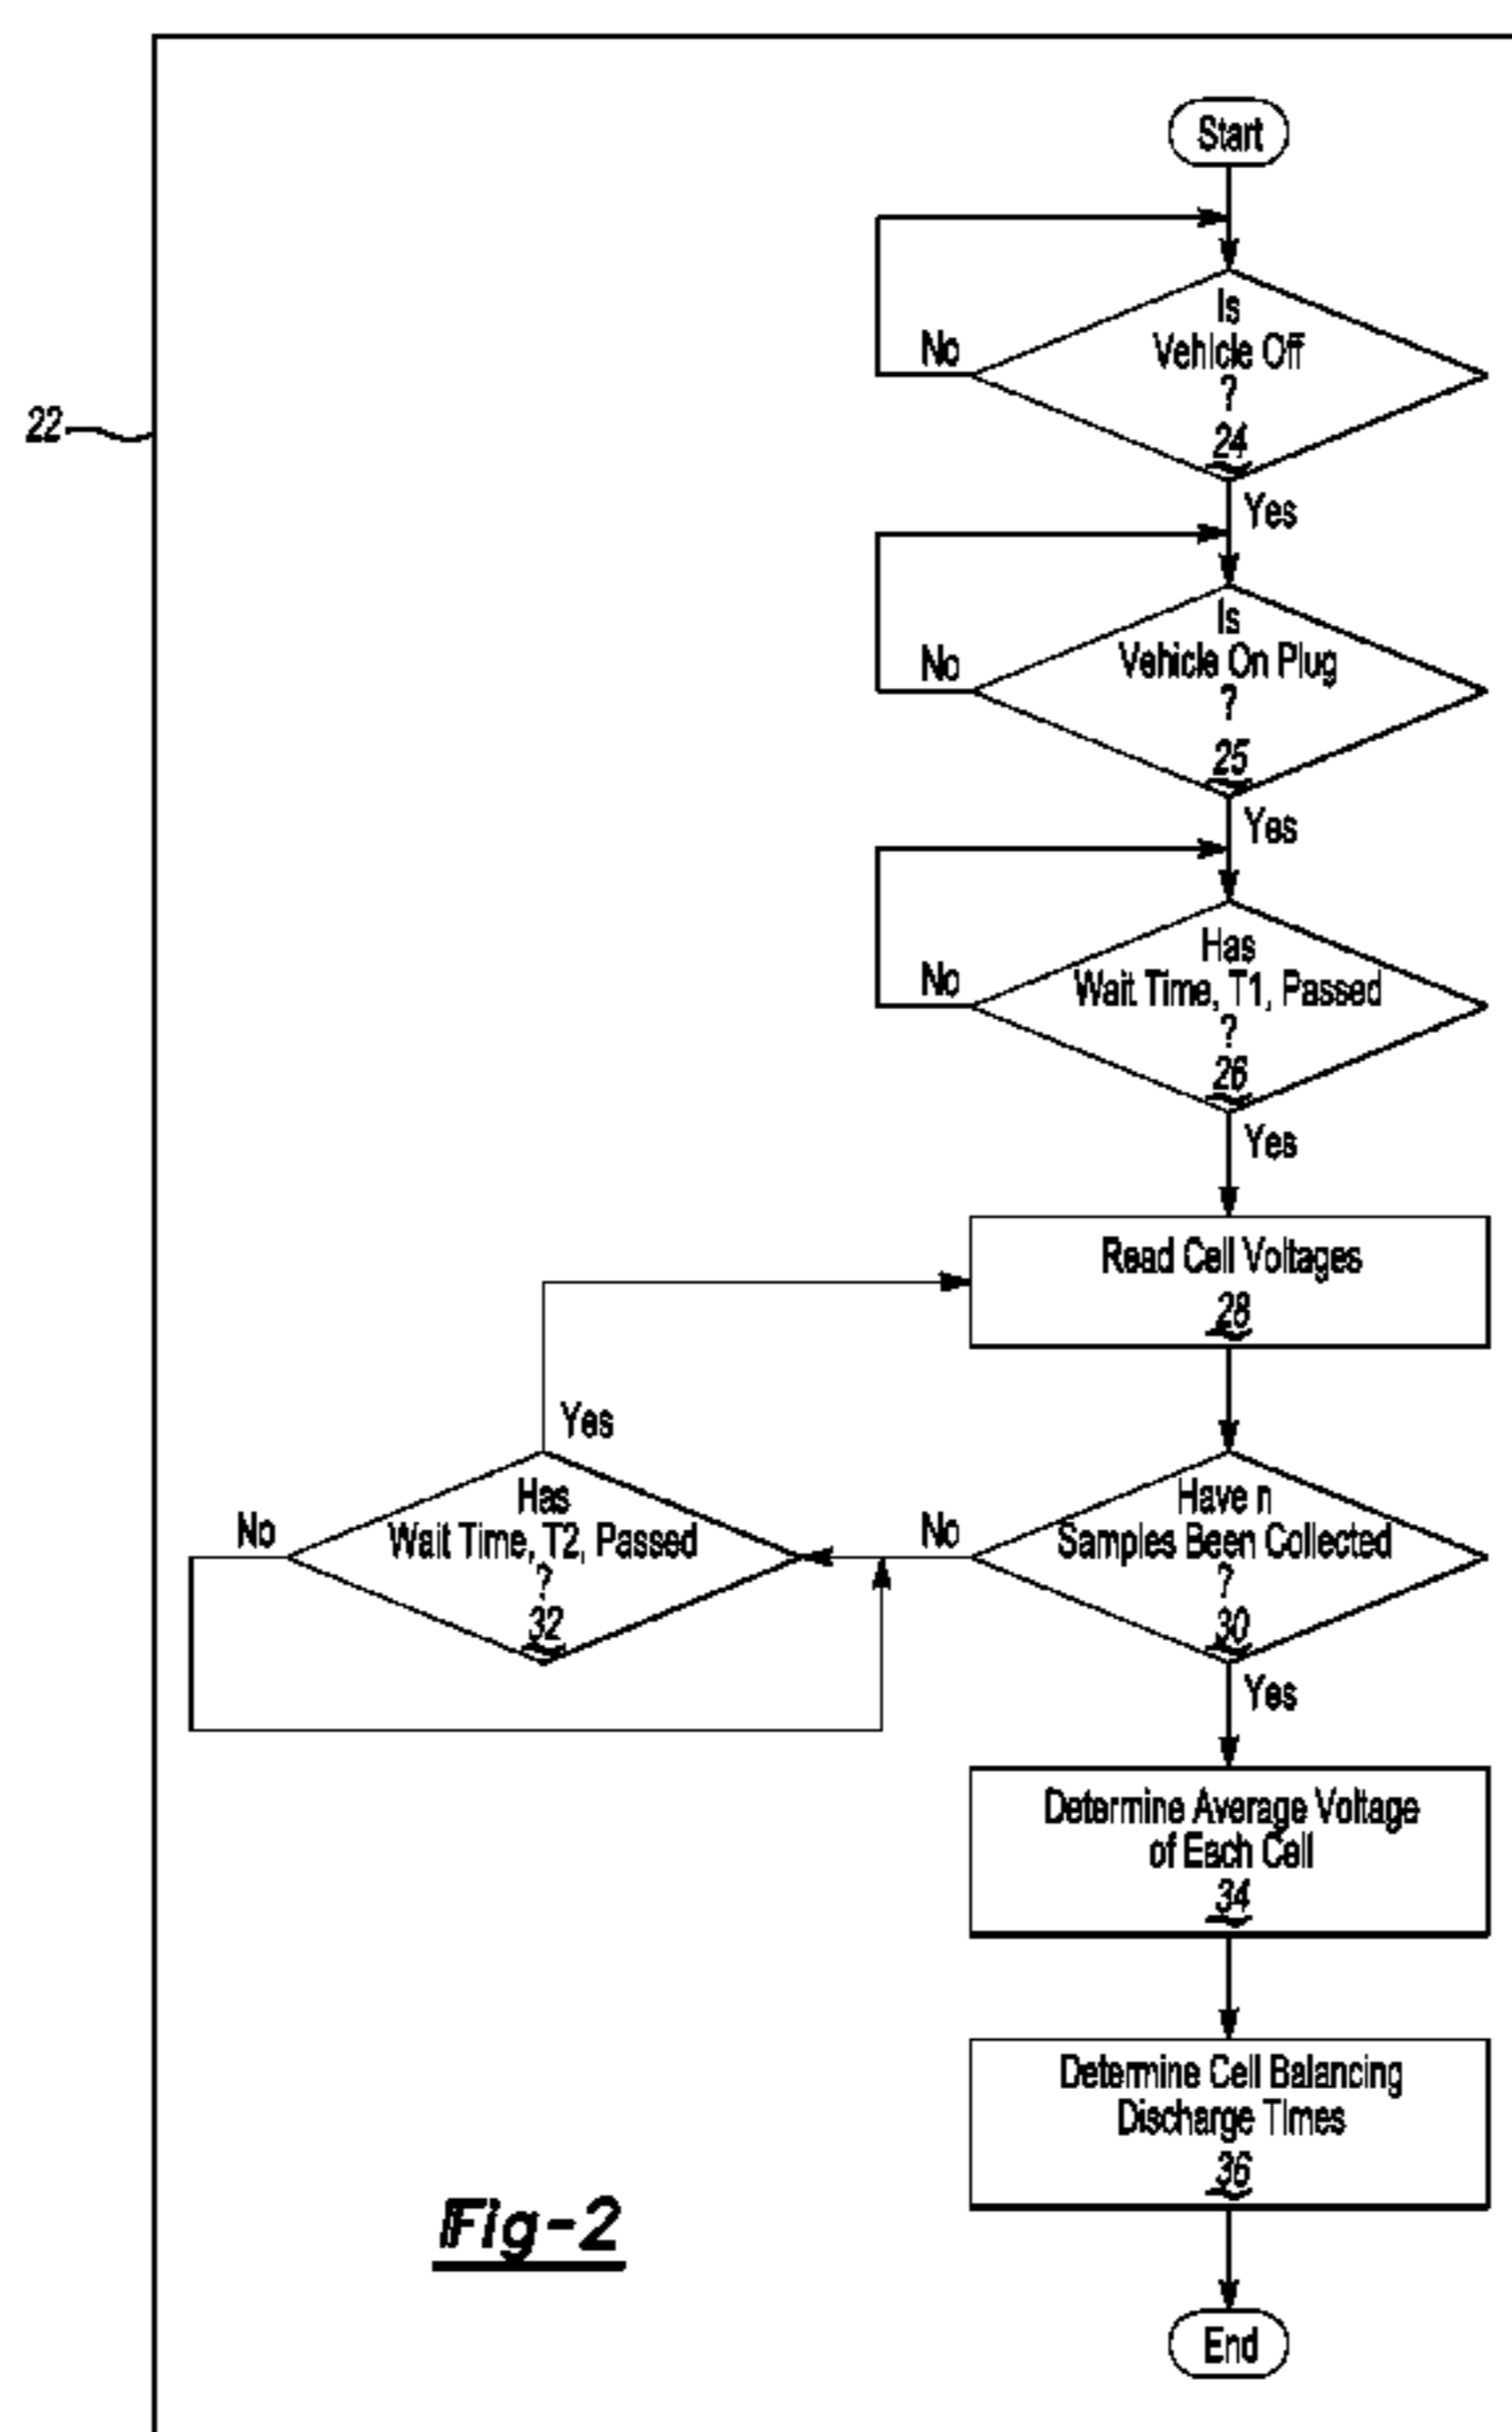 Start
Is
Vehicle Off
?
24
No
Yes
22
Is
Vehicle On Plug
?
25
No
Yes
Has
Wait Time, T1, Passed
?
26
No
Yes
Read Cell Voltages
28
Yes
Has
Wait Time, T2, Passed
?
32
No
No
Have n
Samples Been Collected
?
30
Yes
Determine Average Voltage
of Each Cell
34
Determine Cell Balancing
Discharge Times
36
Fig-2
End